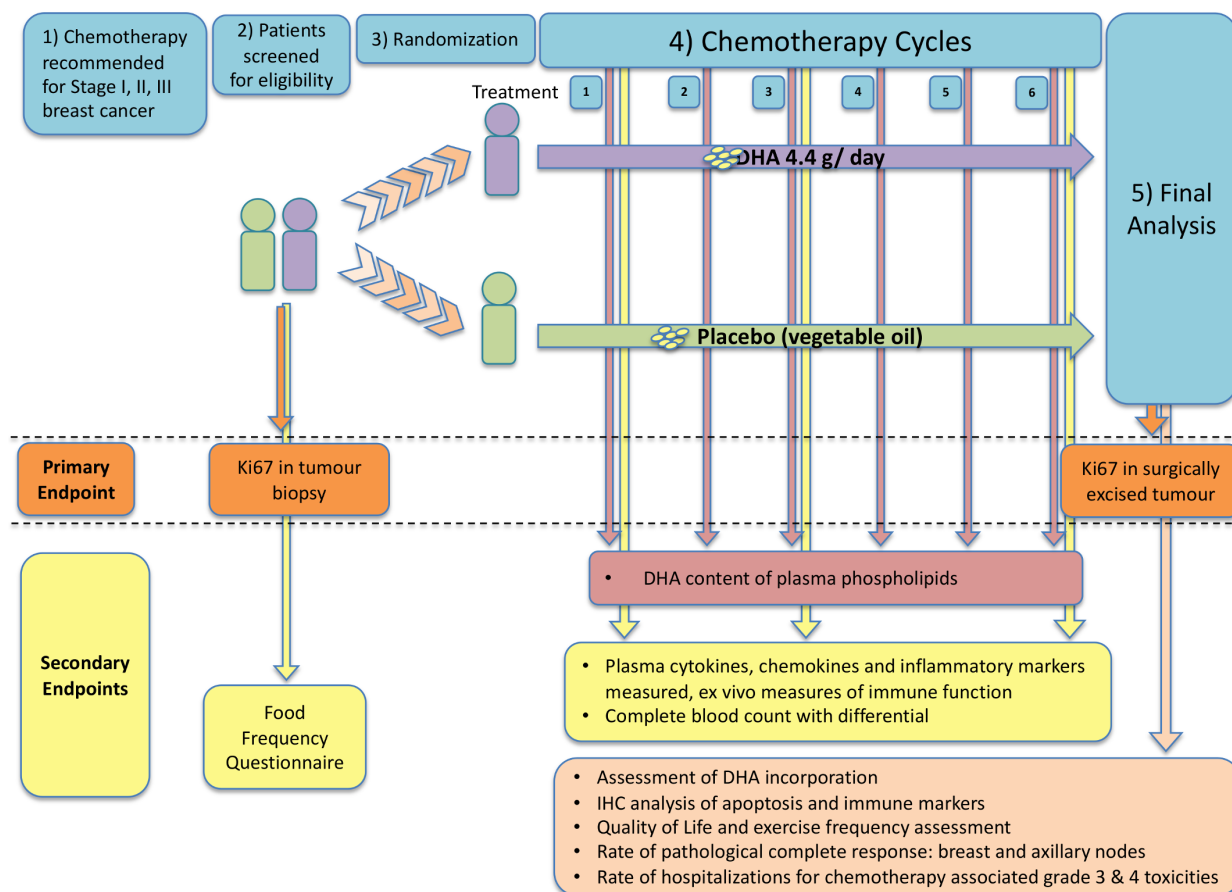 1) Chemotherapy
recommended
for Stage I, II, III
breast cancer
2) Patients
screened
for eligibility
3) Randomization
4) Chemotherapy Cycles
Treatment
1
2
3
4
5
6
DHA 4.4 g/ day
Placebo (vegetable oil)
5) Final
Analysis
Primary
Endpoint
Ki67 in tumour
biopsy
Ki67 in surgically
excised tumour
Secondary
Endpoints
Food
Frequency
Questionnaire
• DHA content of plasma phospholipids
• Plasma cytokines, chemokines and inflammatory markers
measured, ex vivo measures of immune function
• Complete blood count with differential
• Assessment of DHA incorporation
• IHC analysis of apoptosis and immune markers
• Quality of Life and exercise frequency assessment
• Rate of pathological complete response: breast and axillary nodes
• Rate of hospitalizations for chemotherapy associated grade 3 & 4 toxicities